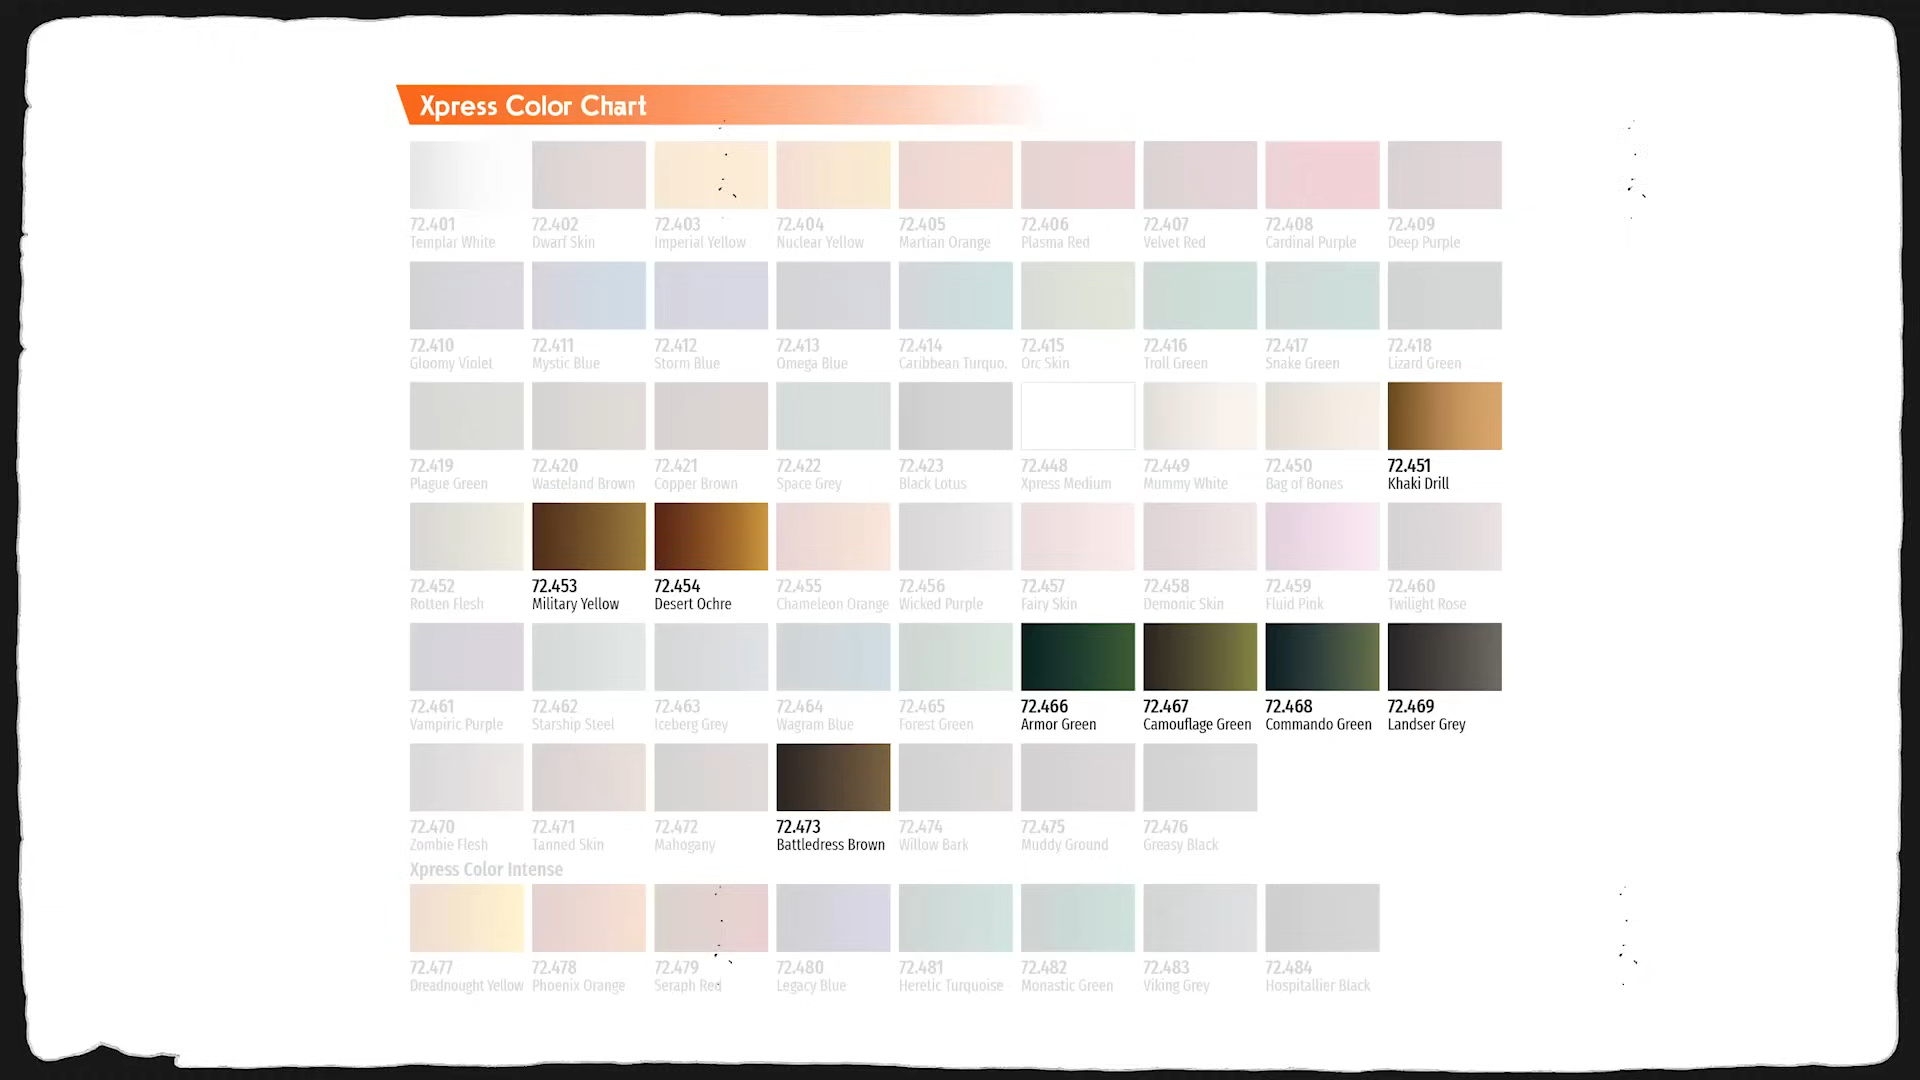 Xpress Color Chart
72.401 72.402 72.403 72.404 72.405 72.406 72.407 72.408 72.409
Templar White Dwarf Skin Imperial Yellow Nuclear Yellow Martian Orange Plasma Red Velvet Red Cardinal Purple Deep Purple
72.410 72.411 72.412 72.413 72.414 72.415 72.416 72.417 72.418
Gloomy Violet Mystic Blue Storm Blue Omega Blue Caribbean Turquo. Orc Skin Troll Green Snake Green Lizard Green
72.419 72.420 72.421 72.422 72.423 72.448 72.449 72.450 72.451
Plague Green Wasteland Brown Copper Brown Space Grey Black Lotus Xpress Medium Mummy White Bag of Bones Khaki Drill
72.452 72.453 72.454 72.455 72.456 72.457 72.458 72.459 72.460
Rotten Flesh Military Yellow Desert Ochre Chameleon Orange Wicked Purple Fairy Skin Demonic Skin Fluid Pink Twilight Rose
72.461 72.462 72.463 72.464 72.465 72.466 72.467 72.468 72.469
Vampiric Purple Starship Steel Iceberg Grey Wagram Blue Forest Green Armor Green Camouflage Green Commando Green Landser Grey
72.470 72.471 72.472 72.473 72.474 72.475 72.476
Zombie Flesh Tanned Skin Mahogany Battledress Brown Willow Bark Muddy Ground Greasy Black
Xpress Color Intense
72.477 72.478 72.479 72.480 72.481 72.482 72.483 72.484
Dreadnought Yellow Phoenix Orange Seraph Red Legacy Blue Heretic Turquoise Monastic Green Viking Grey Hospitallier Black